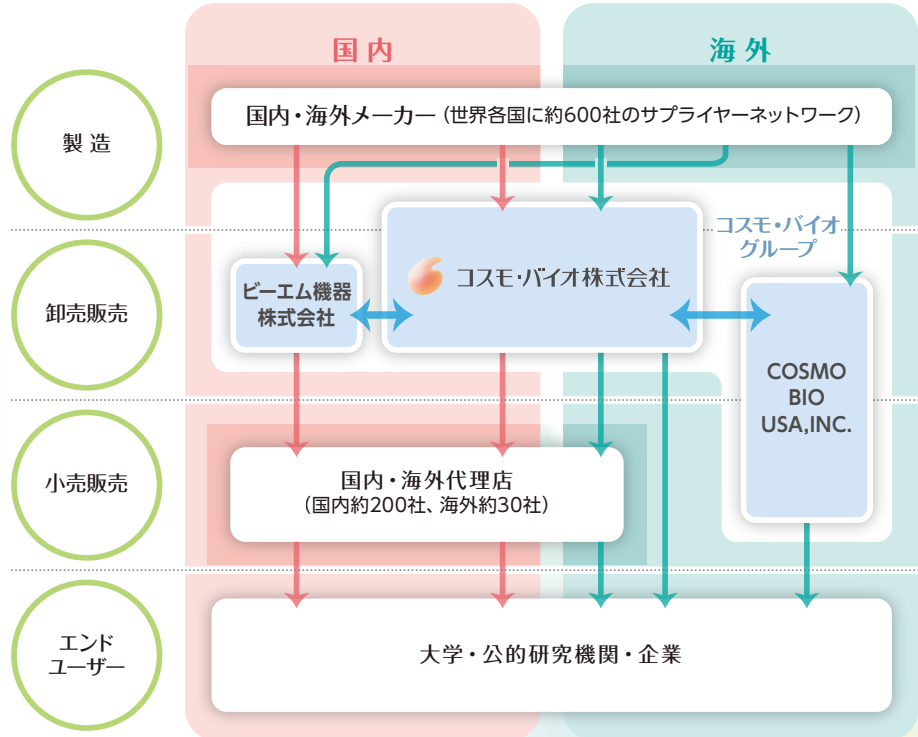 国内
海外
製造
国内・海外メーカー（世界各国に約600社のサプライヤーネットワーク）
コスモ・バイオ
グループ
卸売販売
ビーエム機器
株式会社
コスモ・バイオ株式会社
COSMO
BIO
USA,INC.
小売販売
国内・海外代理店
（国内約200社、海外約30社）
エンド
ユーザー
大学・公的研究機関・企業